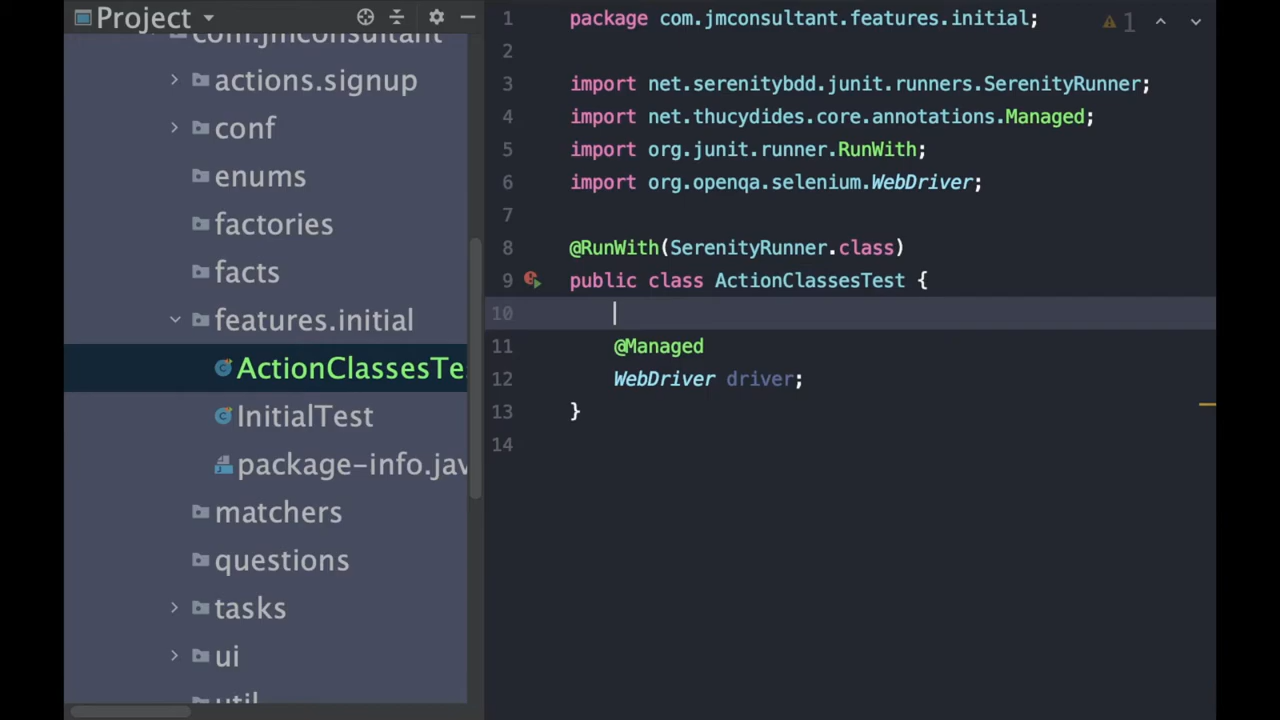 Project
com.jmconsultant
actions.signup
conf
enums
factories
facts
features.initial
ActionClassesTe
InitialTest
package-info.jav
matchers
questions
tasks
ui
util
1 package com.jmconsultant.features.initial;
1
2
3 import net.serenitybdd.junit.runners.SerenityRunner;
4 import net.thucydides.core.annotations.Managed;
5 import org.junit.runner.RunWith;
6 import org.openqa.selenium.WebDriver;
7
8 @RunWith(SerenityRunner.class)
9 public class ActionClassesTest {
10
11 @Managed
12 WebDriver driver;
13 }
14